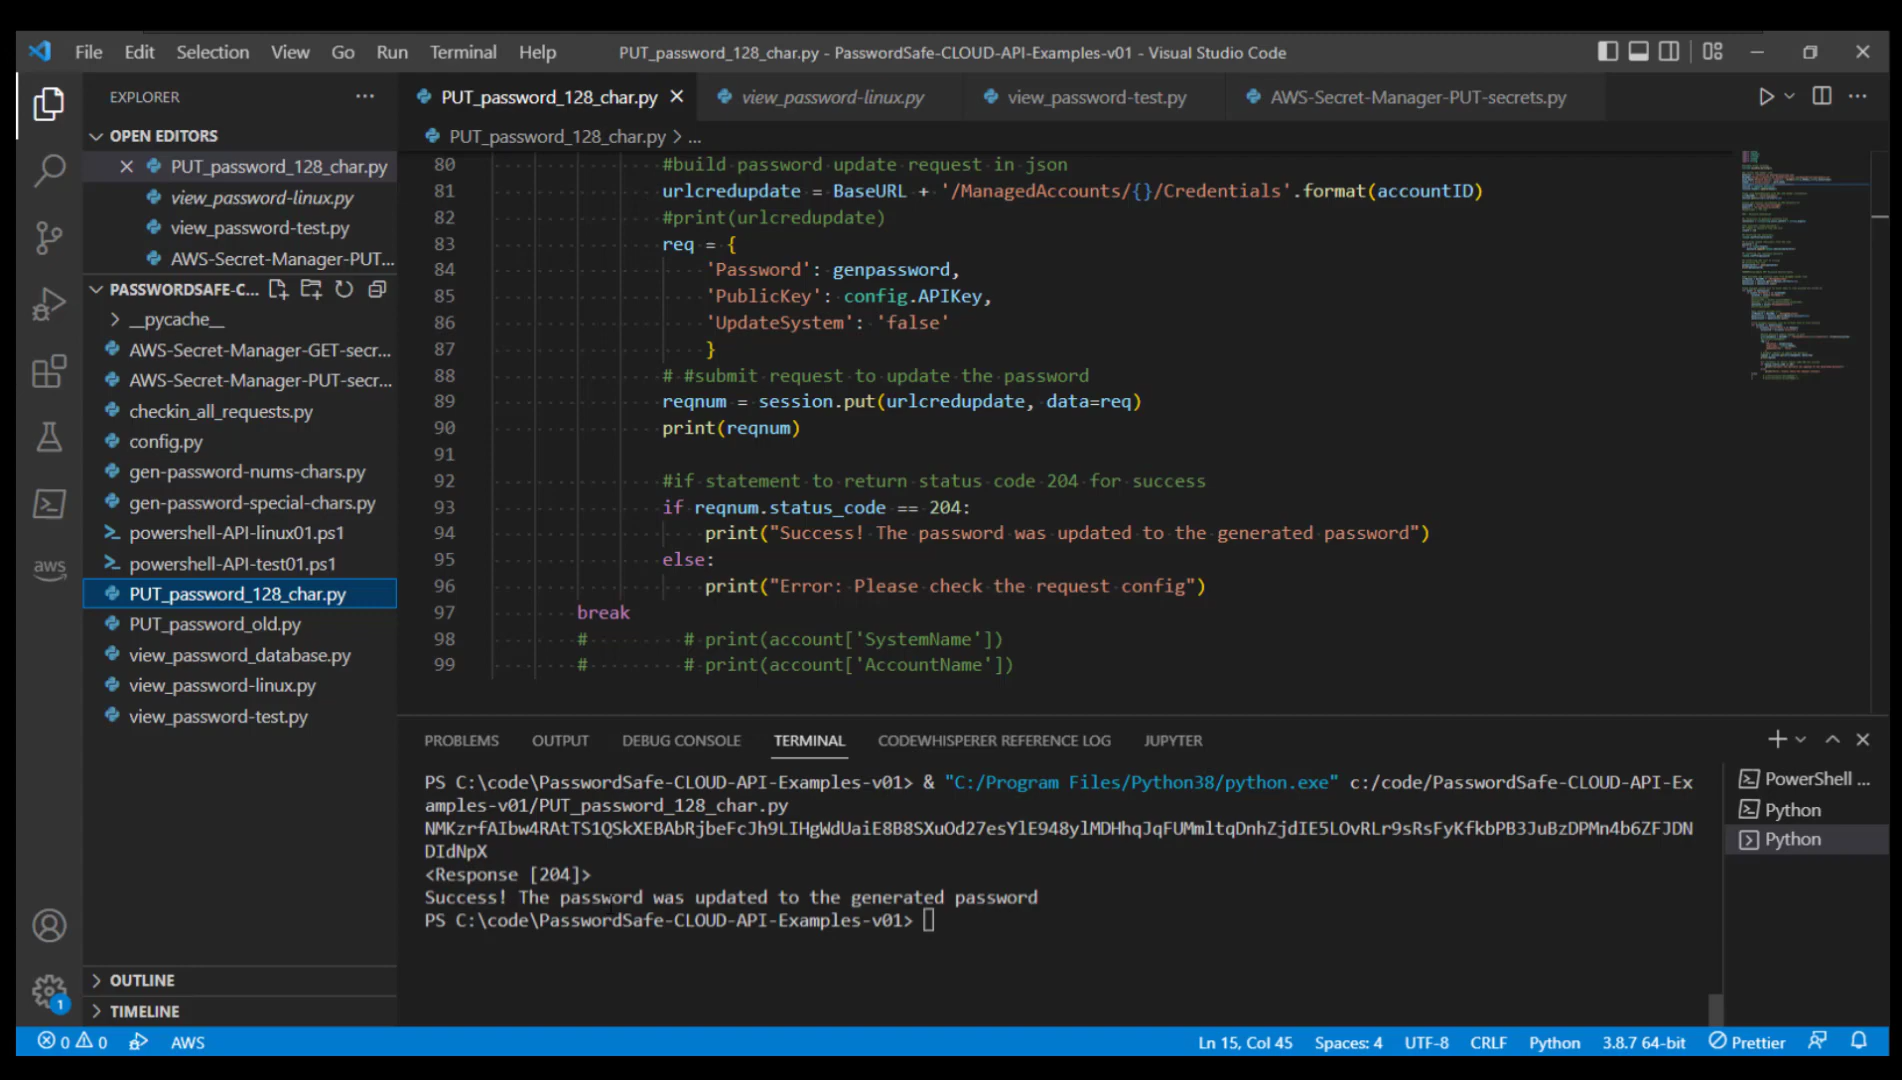 File Edit Selection View Go Run Terminal Help
PUT_password_128_char.py - PasswordSafe-CLOUD-API-Examples-v01 - Visual Studio Code
EXPLORER
OPEN EDITORS
PUT_password_128_char.py
view_password-linux.py
view_password-test.py
AWS-Secret-Manager-PUT...
PASSWORDSAFE-C...
__pycache__
AWS-Secret-Manager-GET-secr...
AWS-Secret-Manager-PUT-secr...
checkin_all_requests.py
config.py
gen-password-nums-chars.py
gen-password-special-chars.py
powershell-API-linux01.ps1
powershell-API-test01.ps1
PUT_password_128_char.py
PUT_password_old.py
view_password_database.py
view_password-linux.py
view_password-test.py
OUTLINE
TIMELINE
aws
1
PUT_password_128_char.py view_password-linux.py view_password-test.py AWS-Secret-Manager-PUT-secrets.py
PUT_password_128_char.py > ...
80 #build password update request in json
81 urlcredupdate = BaseURL + '/ManagedAccounts/{}/Credentials'.format(accountID)
82 #print(urlcredupdate)
83 req = {
84 'Password': genpassword,
85 'PublicKey': config.APIKey,
86 'UpdateSystem': 'false'
87 }
88 # #submit request to update the password
89 reqnum = session.put(urlcredupdate, data=req)
90 print(reqnum)
91
92 #if statement to return status code 204 for success
93 if reqnum.status_code == 204:
94 print("Success! The password was updated to the generated password")
95 else:
96 print("Error: Please check the request config")
97 break
98 # # print(account['SystemName'])
99 # # print(account['AccountName'])
PROBLEMS OUTPUT DEBUG CONSOLE TERMINAL CODEWHISPERER REFERENCE LOG JUPYTER
PS C:\code\PasswordSafe-CLOUD-API-Examples-v01> & "C:/Program Files/Python38/python.exe" c:/code/PasswordSafe-CLOUD-API-Ex
amples-v01/PUT_password_128_char.py
NMKzrfAIbw4RAtTS1QSkXEBAbRjbeFcJh9LIHgWdUaiE8B8SXuOd27esYlE948ylMDHhqJqFUMmltqDnhZjdIE5LOvRLr9sRsFyKfkbPB3JuBzDPMn4b6ZFJDN
DIdNpX
<Response [204]>
Success! The password was updated to the generated password
PS C:\code\PasswordSafe-CLOUD-API-Examples-v01>
PowerShell ...
Python
Python
0 0 AWS
Ln 15, Col 45 Spaces: 4 UTF-8 CRLF Python 3.8.7 64-bit Prettier